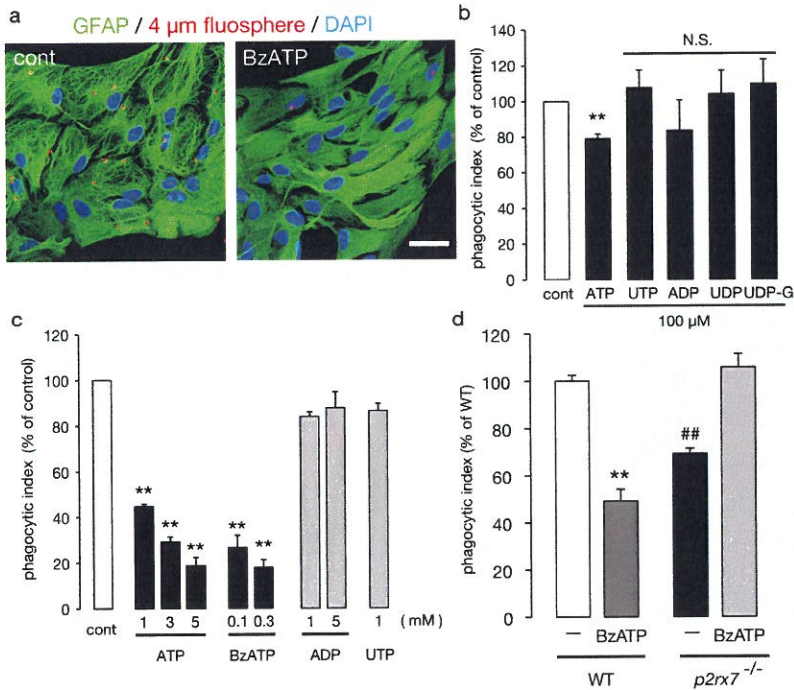 a
GFAP / 4 μm fluosphere / DAPI
cont
BzATP
b
N.S.
phagocytic index (% of control)
140
120
100
80
60
40
20
0
**
cont ATP UTP ADP UDP UDP-G
100 μM
c
phagocytic index (% of control)
120
100
80
60
40
20
0
** ** ** ** **
cont 1 3 5 0.1 0.3 1 5 1 (mM)
ATP BzATP ADP UTP
d
phagocytic index (% of WT)
120
100
80
60
40
20
0
** ##
– BzATP – BzATP
WT p2rx7 -/-